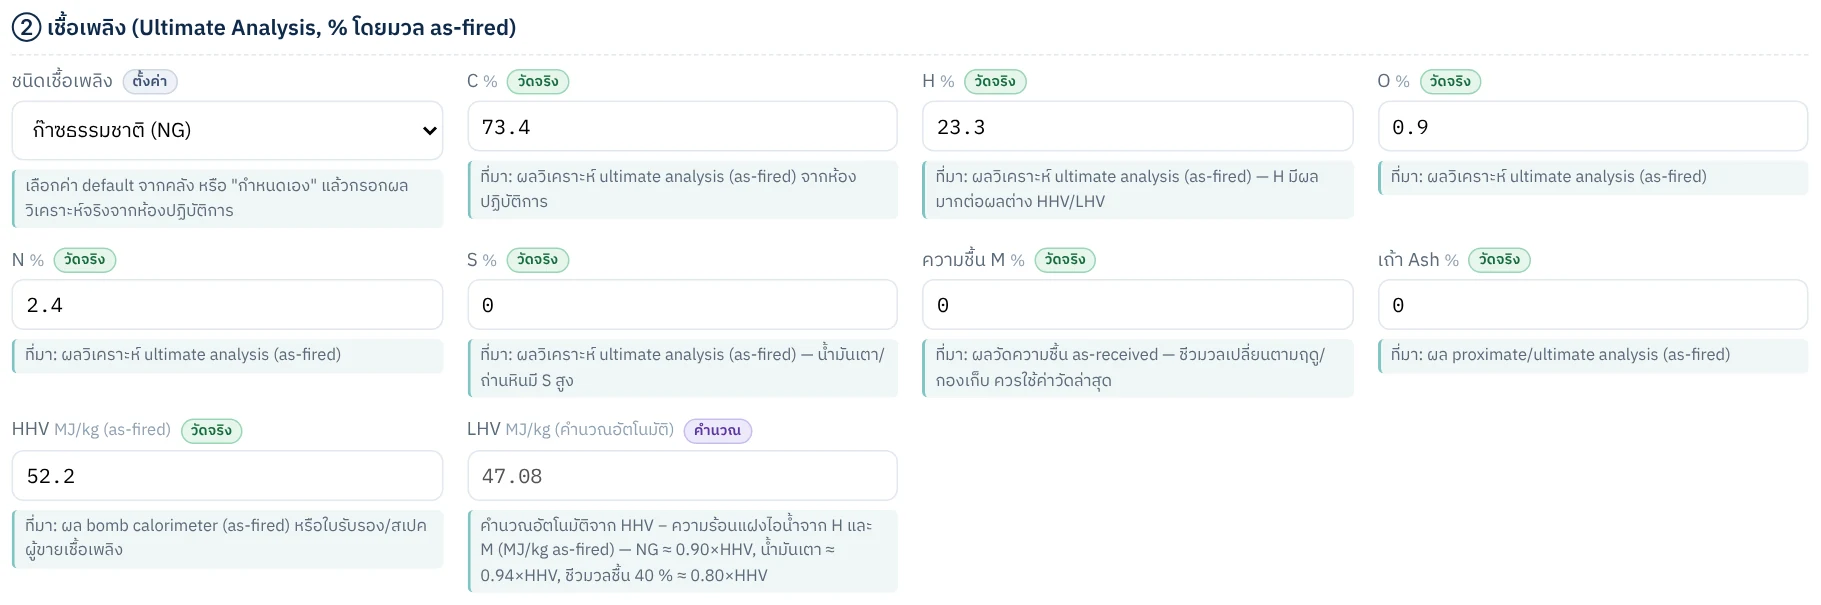 ② เชื้อเพลิง (Ultimate Analysis, % โดยมวล as-fired)
ชนิดเชื้อเพลิง ตั้งค่า
ก๊าซธรรมชาติ (NG)
เลือกค่า default จากคลัง หรือ "กำหนดเอง" แล้วกรอกผล
วิเคราะห์จริงจากห้องปฏิบัติการ
C % วัดจริง
73.4
ที่มา: ผลวิเคราะห์ ultimate analysis (as-fired) จากห้อง
ปฏิบัติการ
H % วัดจริง
23.3
ที่มา: ผลวิเคราะห์ ultimate analysis (as-fired) — H มีผล
มากต่อผลต่าง HHV/LHV
O % วัดจริง
0.9
ที่มา: ผลวิเคราะห์ ultimate analysis (as-fired)
N % วัดจริง
2.4
ที่มา: ผลวิเคราะห์ ultimate analysis (as-fired)
S % วัดจริง
0
ที่มา: ผลวิเคราะห์ ultimate analysis (as-fired) — น้ำมันเตา/
ถ่านหินมี S สูง
ความชื้น M % วัดจริง
0
ที่มา: ผลวัดความชื้น as-received — ชีวมวลเปลี่ยนตามฤดู/
กองเก็บ ควรใช้ค่าวัดล่าสุด
เถ้า Ash % วัดจริง
0
ที่มา: ผล proximate/ultimate analysis (as-fired)
HHV MJ/kg (as-fired) วัดจริง
52.2
ที่มา: ผล bomb calorimeter (as-fired) หรือใบรับรอง/สเปค
ผู้ขายเชื้อเพลิง
LHV MJ/kg (คำนวณอัตโนมัติ) คำนวณ
47.08
คำนวณอัตโนมัติจาก HHV − ความร้อนแฝงไอน้ำจาก H และ
M (MJ/kg as-fired) — NG ≈ 0.90×HHV, น้ำมันเตา ≈
0.94×HHV, ชีวมวลชื้น 40 % ≈ 0.80×HHV